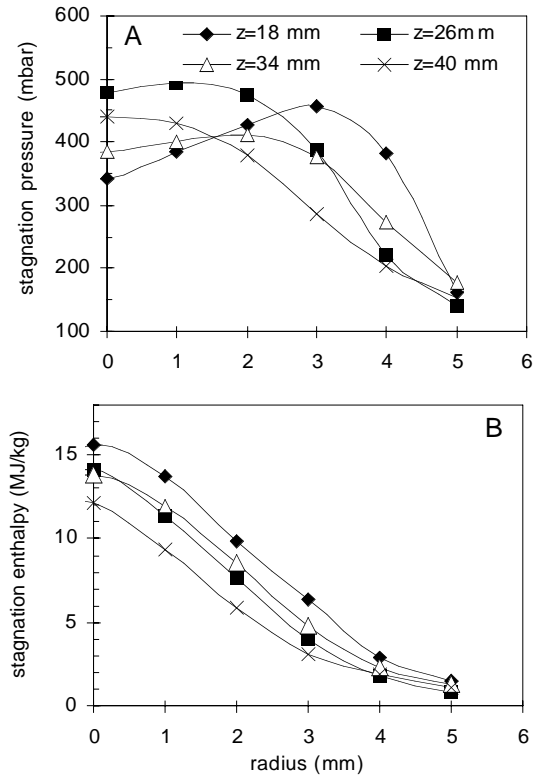 600
A
z=18 mm
z=26mm
500
z=34 mm
z=40 mm
400
300
200
100
stagnation pressure (mbar)
0 1 2 3 4 5 6
B
15
10
5
0
stagnation enthalpy (MJ/kg)
0 1 2 3 4 5 6
radius (mm)